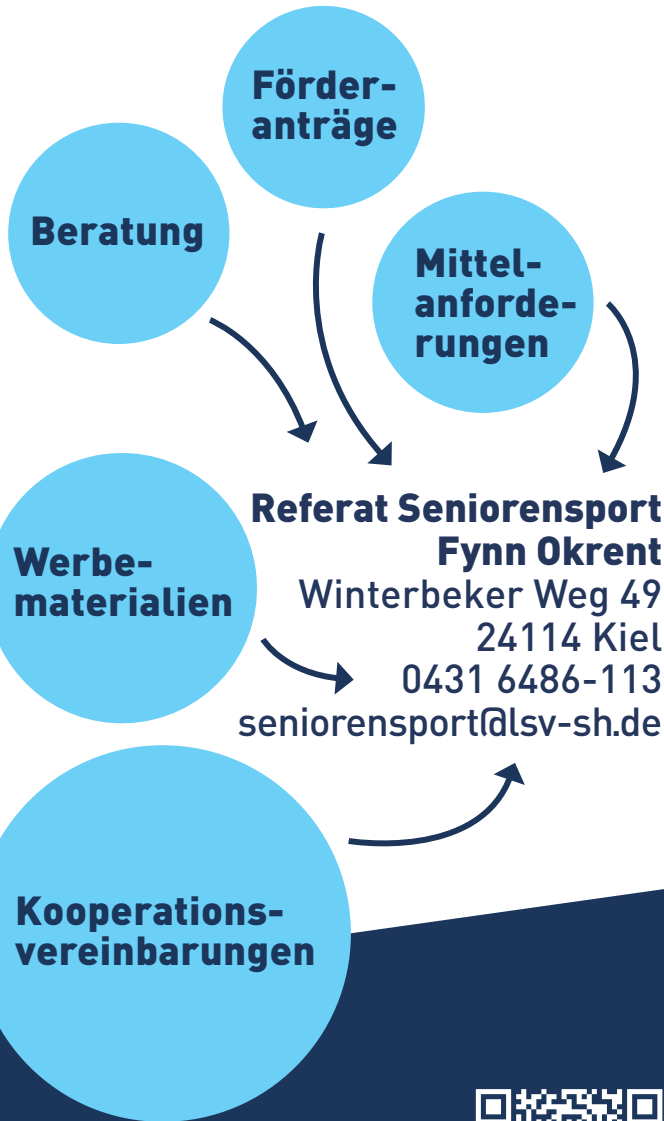 Förder-
anträge
Beratung
Mittel-
anforde-
rungen
Referat Seniorensport
Fynn Okrent
Winterbeker Weg 49
24114 Kiel
0431 6486-113
seniorensport@lsv-sh.de
Werbe-
materialien
Kooperations-
vereinbarungen